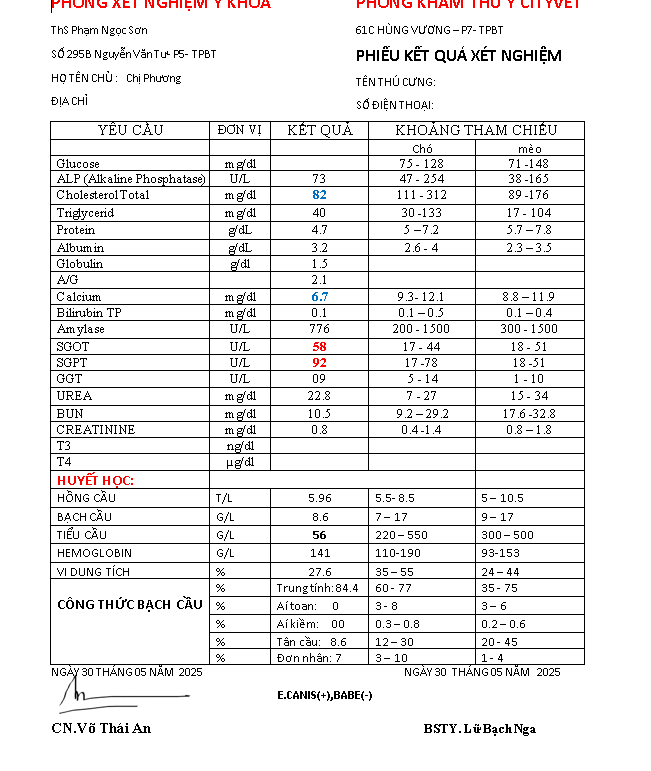 PHÒNG XÉT NGHIỆM Y KHOA PHÒNG KHÁM THÚ Y CITYVET
ThS Phạm Ngọc Sơn 61C HÙNG VƯƠNG – P7- TPBT
SỐ 295B Nguyễn Văn Tư- P5- TPBT PHIẾU KẾT QUẢ XÉT NGHIỆM
HỌ TÊN CHỦ : Chị Phương TÊN THÚ CƯNG:
ĐỊA CHỈ SỐ ĐIỆN THOẠI:
YÊU CẦU ĐƠN VỊ KẾT QUẢ KHOẢNG THAM CHIẾU
Chó mèo
Glucose mg/dl 75 - 128 71 -148
ALP (Alkaline Phosphatase) U/L 73 47 - 254 38 -165
Cholesterol Total mg/dl 82 111 - 312 89 -176
Triglycerid mg/dl 40 30 -133 17 - 104
Protein g/dL 4.7 5 –7.2 5.7 – 7.8
Albumin g/dL 3.2 2.6 - 4 2.3 – 3.5
Globulin g/dl 1.5
A/G 2.1
Calcium mg/dl 6.7 9.3- 12.1 8.8 – 11.9
Bilirubin TP mg/dl 0.1 0.1 – 0.5 0.1 – 0.4
Amylase U/L 776 200 - 1500 300 - 1500
SGOT U/L 58 17 - 44 18 - 51
SGPT U/L 92 17 -78 18 -51
GGT U/L 09 5 - 14 1 - 10
UREA mg/dl 22.8 7 - 27 15 - 34
BUN mg/dl 10.5 9.2 – 29.2 17.6 -32.8
CREATININE mg/dl 0.8 0.4 -1.4 0.8 – 1.8
T3 ng/dl
T4 µg/dl
HUYẾT HỌC:
HỒNG CẦU T/L 5.96 5.5- 8.5 5 – 10.5
BẠCH CẦU G/L 8.6 7 – 17 9 – 17
TIỂU CẦU G/L 56 220 – 550 300 – 500
HEMOGLOBIN G/L 141 110-190 93-153
VI DUNG TÍCH % 27.6 35 – 55 24 – 44
CÔNG THỨC BẠCH CẦU % Trung tính: 84.4 60 - 77 35 - 75
% Ái toan: 0 3 - 8 3 – 6
% Ái kiềm: 00 0.3 – 0.8 0.2 – 0.6
% Tân cầu: 8.6 12 – 30 20 - 45
% Đơn nhân: 7 3 – 10 1- 4
NGÀY 30 THÁNG 05 NĂM 2025 NGÀY 30 THÁNG 05 NĂM 2025
E.CANIS(+),BABE(-)
CN.Võ Thái An BSTY. Lữ Bạch Nga